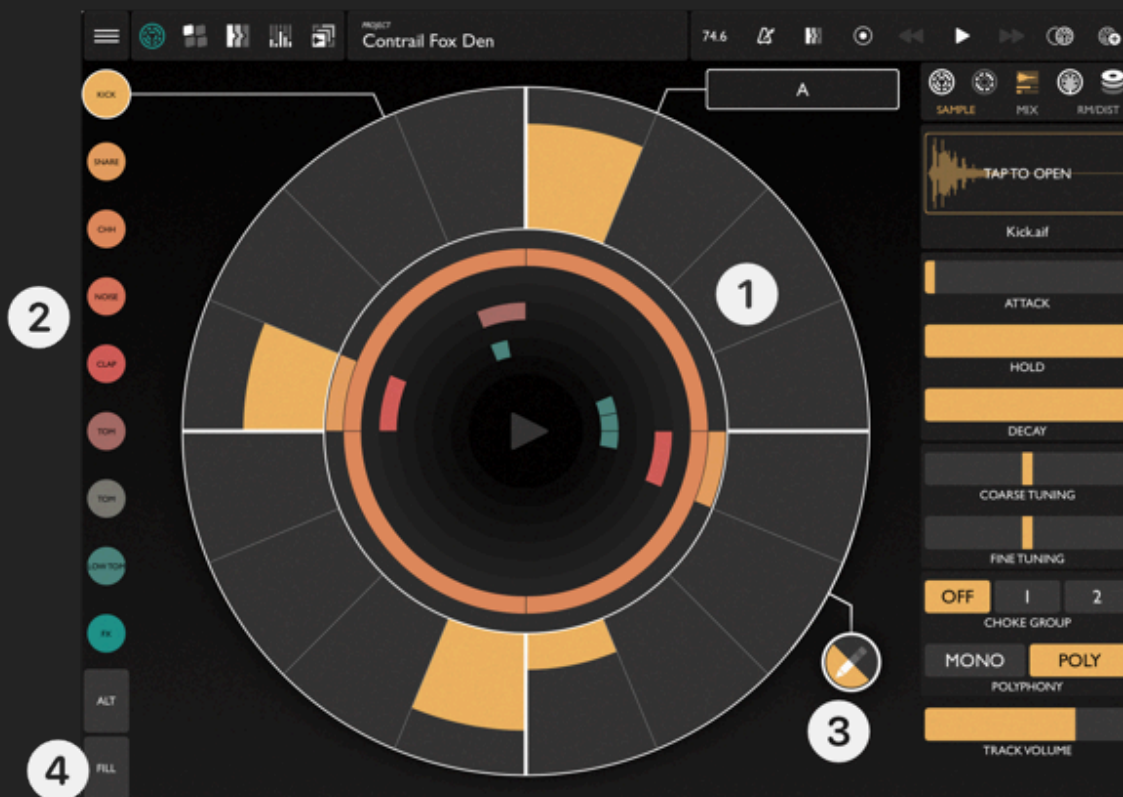 PROJECT
Contrail Fox Den
74.6
KICK
A
SAMPLE
MIX
RM/DIST
SNARE
TAP TO OPEN
CHH
Kick.aif
ATTACK
NOISE
1
2
HOLD
CLAP
DECAY
TOM
COARSE TUNING
TOM
FINE TUNING
LOW TOM
OFF
I
2
CHOKE GROUP
FX
MONO
POLY
POLYPHONY
ALT
3
TRACK VOLUME
FILL
4